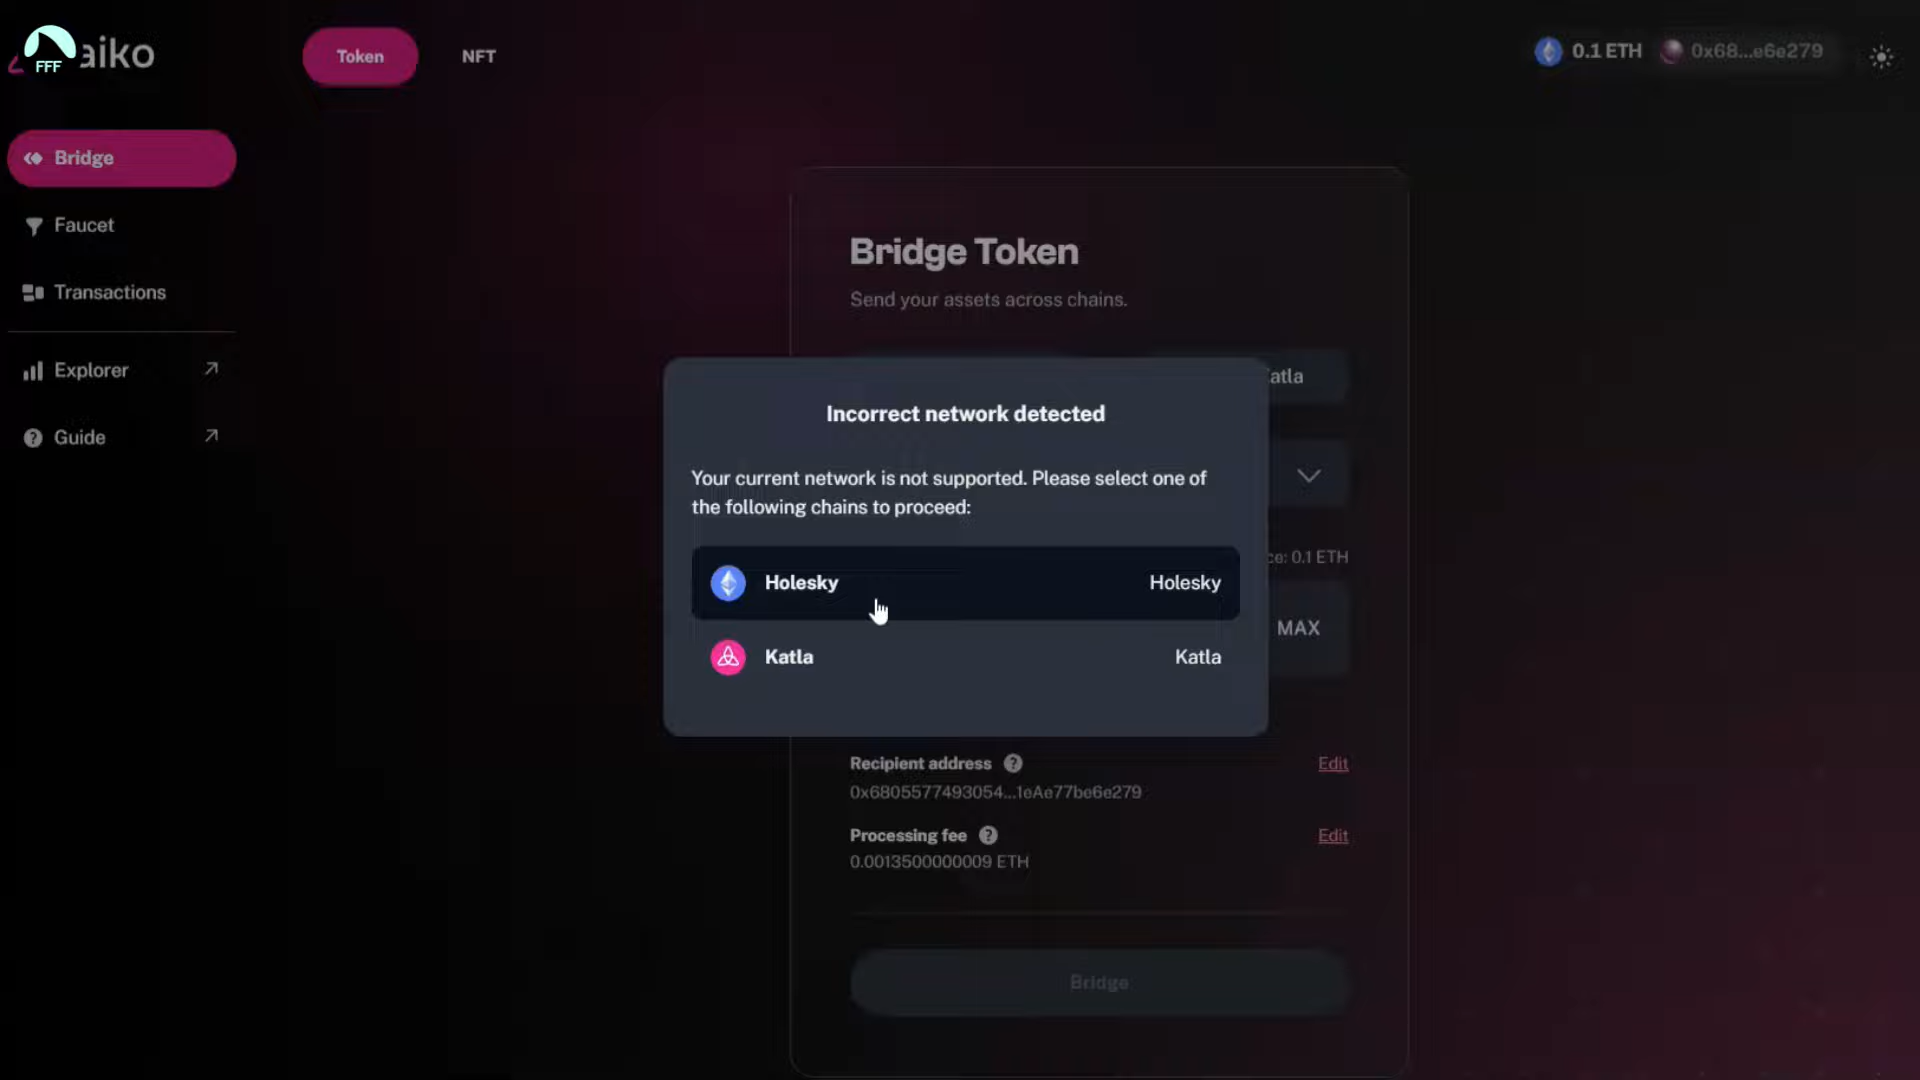 FFF
aiko
Token
NFT
0.1 ETH
0x68...e6e279
Bridge
Faucet
Transactions
Explorer
Guide
Bridge Token
Send your assets across chains.
atla
Incorrect network detected
Your current network is not supported. Please select one of
the following chains to proceed:
ce: 0.1 ETH
Holesky
Holesky
MAX
Katla
Katla
Recipient address
Edit
0x6805577493054...1eAe77be6e279
Processing fee
Edit
0.0013500000009 ETH
Bridge